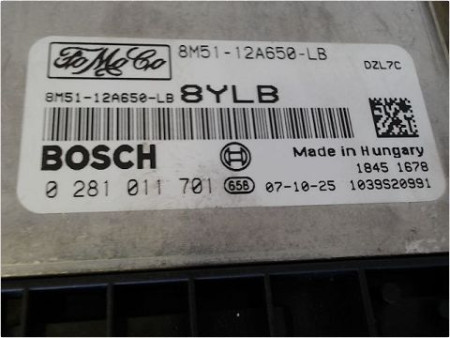 FoMoCo 8M51-12A650-LB
DZL7C
8M51-12A650-LB 8YLB
BOSCH
Made in Hungary
1845 1678
0 281 011 701 658 07-10-25 1039S20991